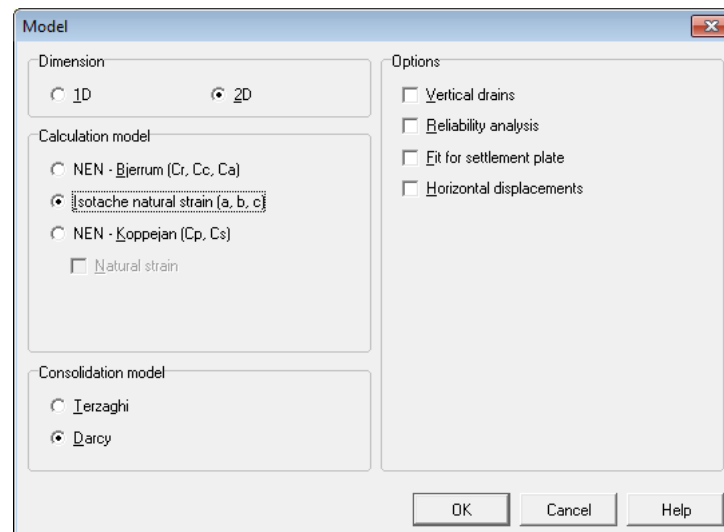 Model
Dimension
1D
2D
Calculation model
NEN - Bjerrum (Cr, Cc, Ca)
Isotache natural strain (a, b, c)
NEN - Koppejan (Cp, Cs)
Natural strain
Consolidation model
Terzaghi
Darcy
Options
Vertical drains
Reliability analysis
Fit for settlement plate
Horizontal displacements
OK Cancel Help